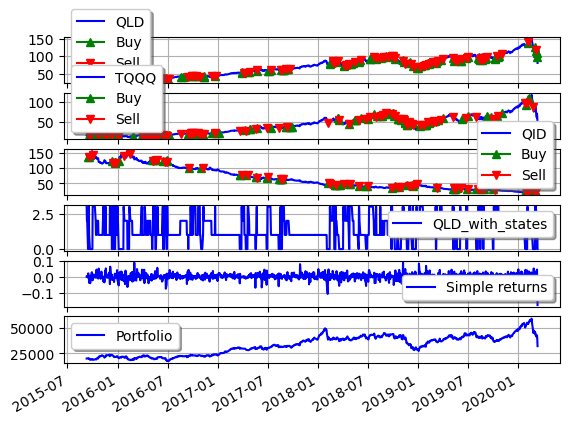 QLD
Buy
Sell
150
100
50
TQQQ
Buy
Sell
100
50
QID
Buy
Sell
150
100
50
QLD_with_states
2.5
0.0
Simple returns
0.1
0.0
−0.1
Portfolio
50000
25000
2015-07
2016-01
2016-07
2017-01
2017-07
2018-01
2018-07
2019-01
2019-07
2020-01